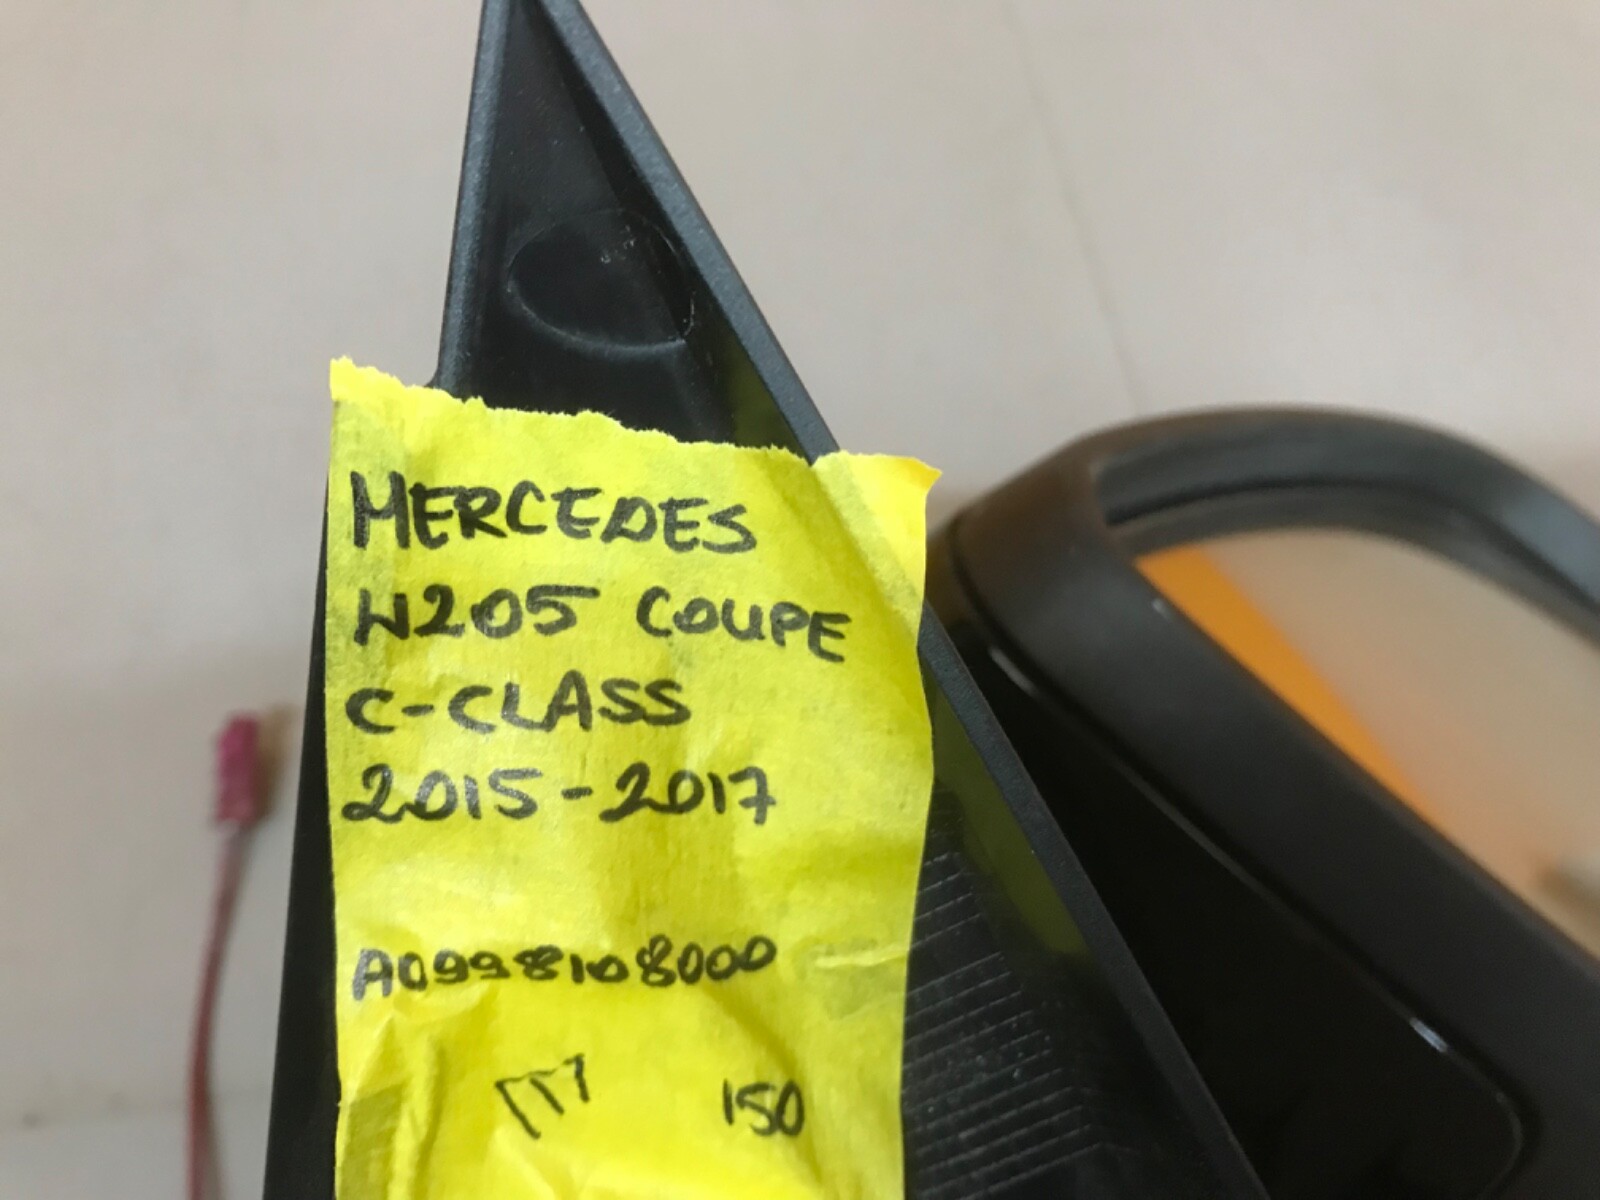 MERCEDES
W205 COUPE
C-CLASS
2015-2017
A0998108000
150